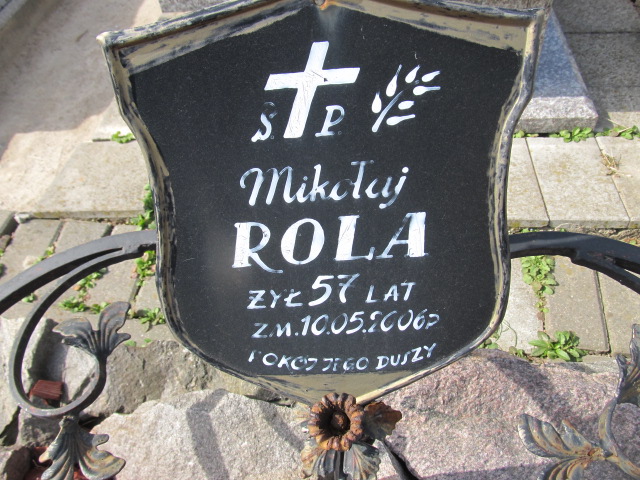 Ś. P.
Mikołaj
ROLA
ŻYŁ 57 LAT
ZM. 10.05.2006R
POKÓJ JEGO DUSZY